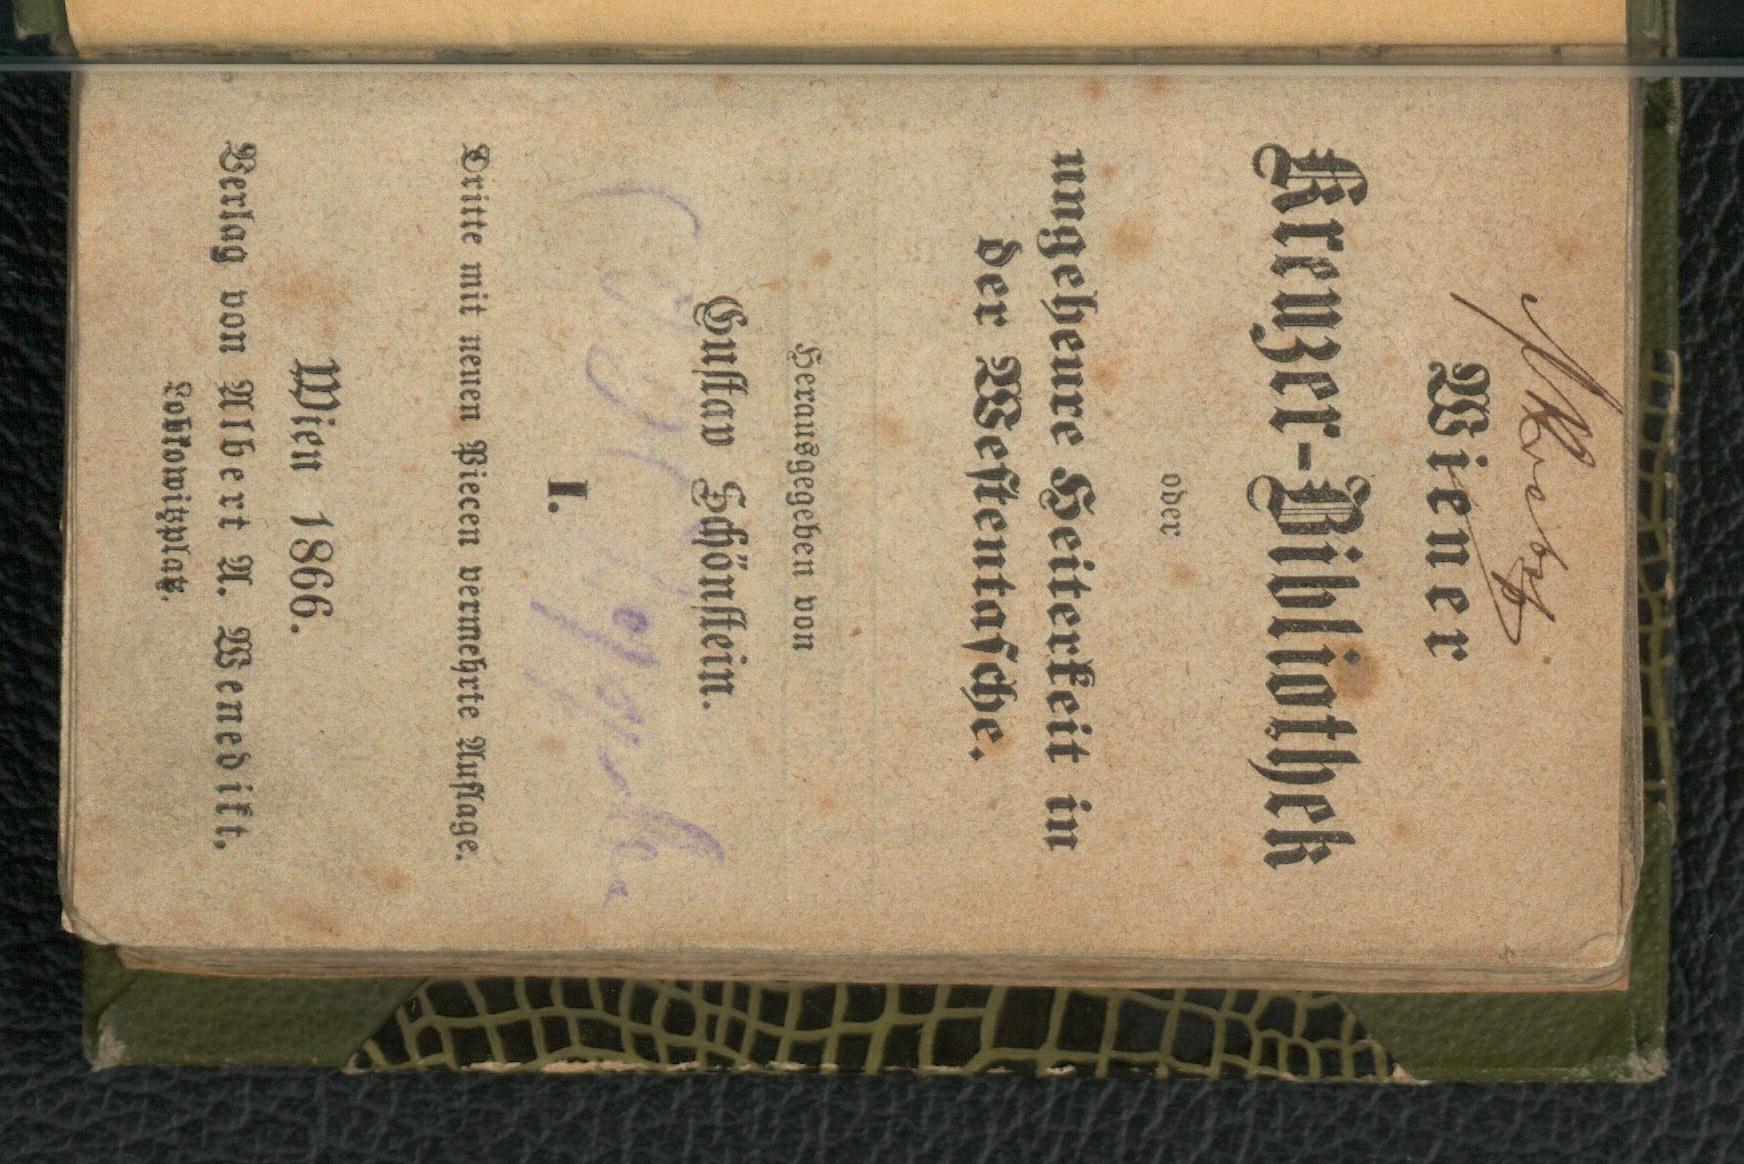 Wiener
Kreuzer-Bibliothek
oder
ungeheure Heiterkeit in
der Westentasche.
Herausgegeben von
Gustav Schönstein.
I.
Dritte mit neuen Piecen vermehrte Auflage.
Wien 1866.
Verlag von Albert A. Wenedikt,
Lobkowitzplatz.